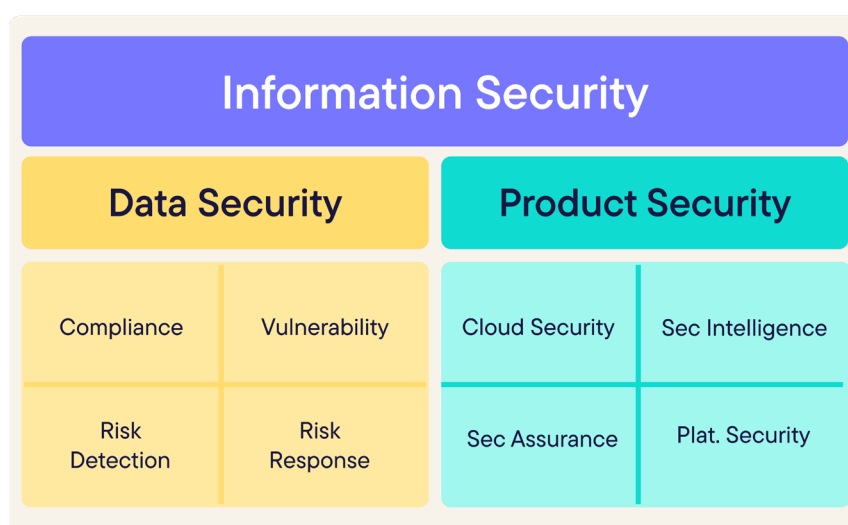 Information Security
Data Security
Product Security
Compliance
Vulnerability
Cloud Security
Sec Intelligence
Risk
Detection
Risk
Response
Sec Assurance
Plat. Security